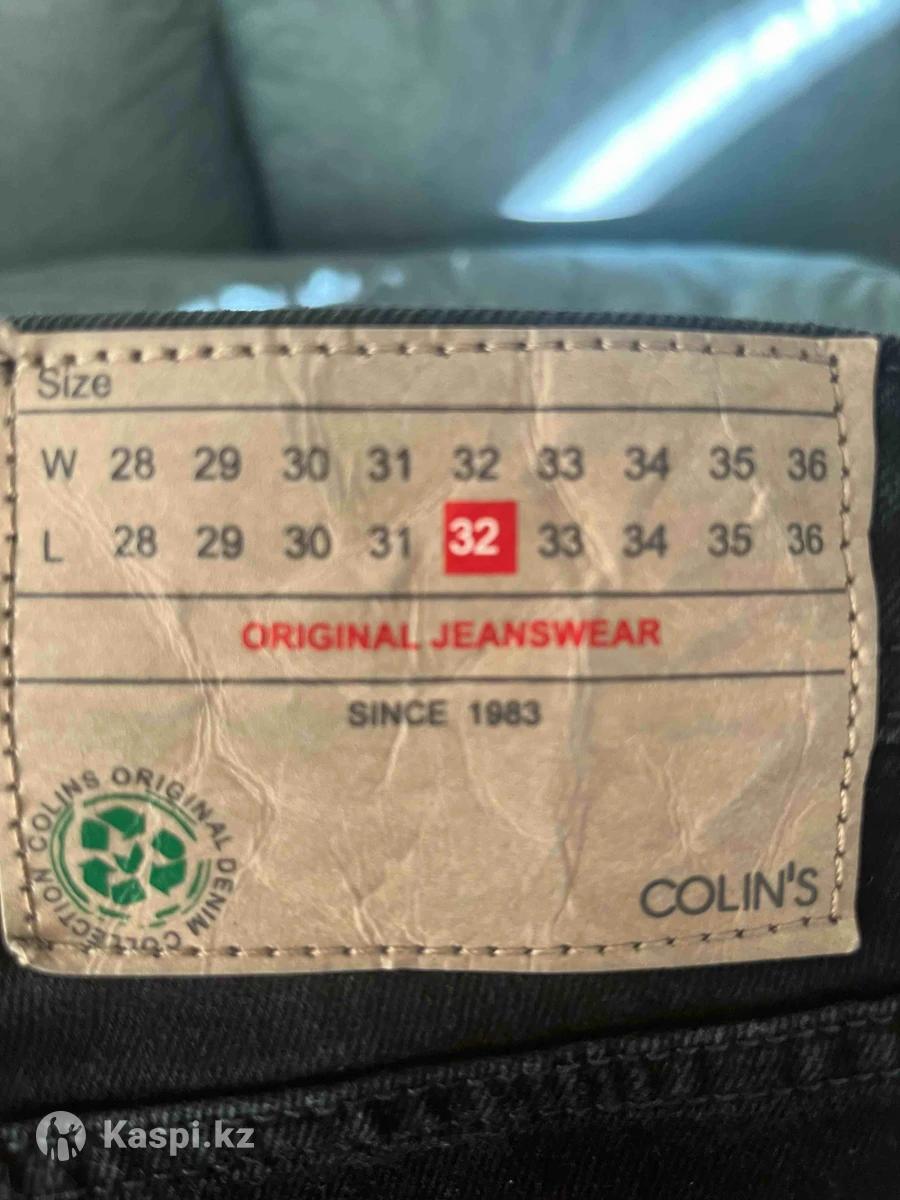 Size
W 28 29 30 31 32 33 34 35 36
L 28 29 30 31 32 33 34 35 36
ORIGINAL JEANSWEAR
SINCE 1983
COLINS ORIGINAL DENIM COLLECTION
COLIN'S
Kaspi.kz